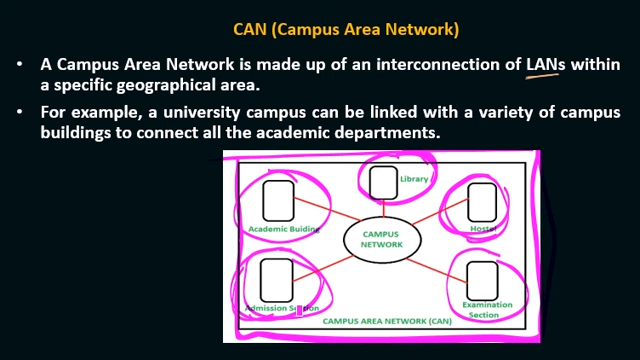 CAN (Campus Area Network)
• A Campus Area Network is made up of an interconnection of LANs within
a specific geographical area.
• For example, a university campus can be linked with a variety of campus
buildings to connect all the academic departments.
Library
Academic Buiding
CAMPUS
NETWORK
Hostel
Admission Section
Examination
Section
CAMPUS AREA NETWORK (CAN)